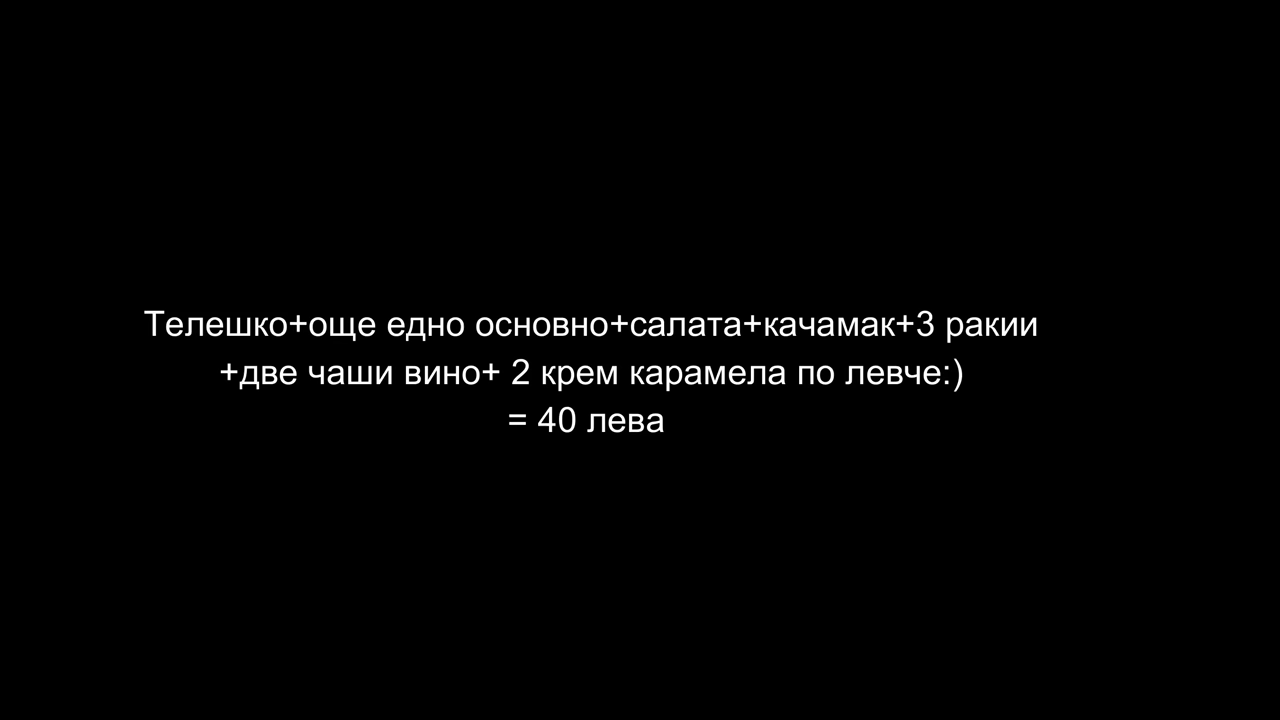 Телешко+още едно основно+салата+качамак+3 ракии
+две чаши вино+ 2 крем карамела по левче:)
= 40 лева